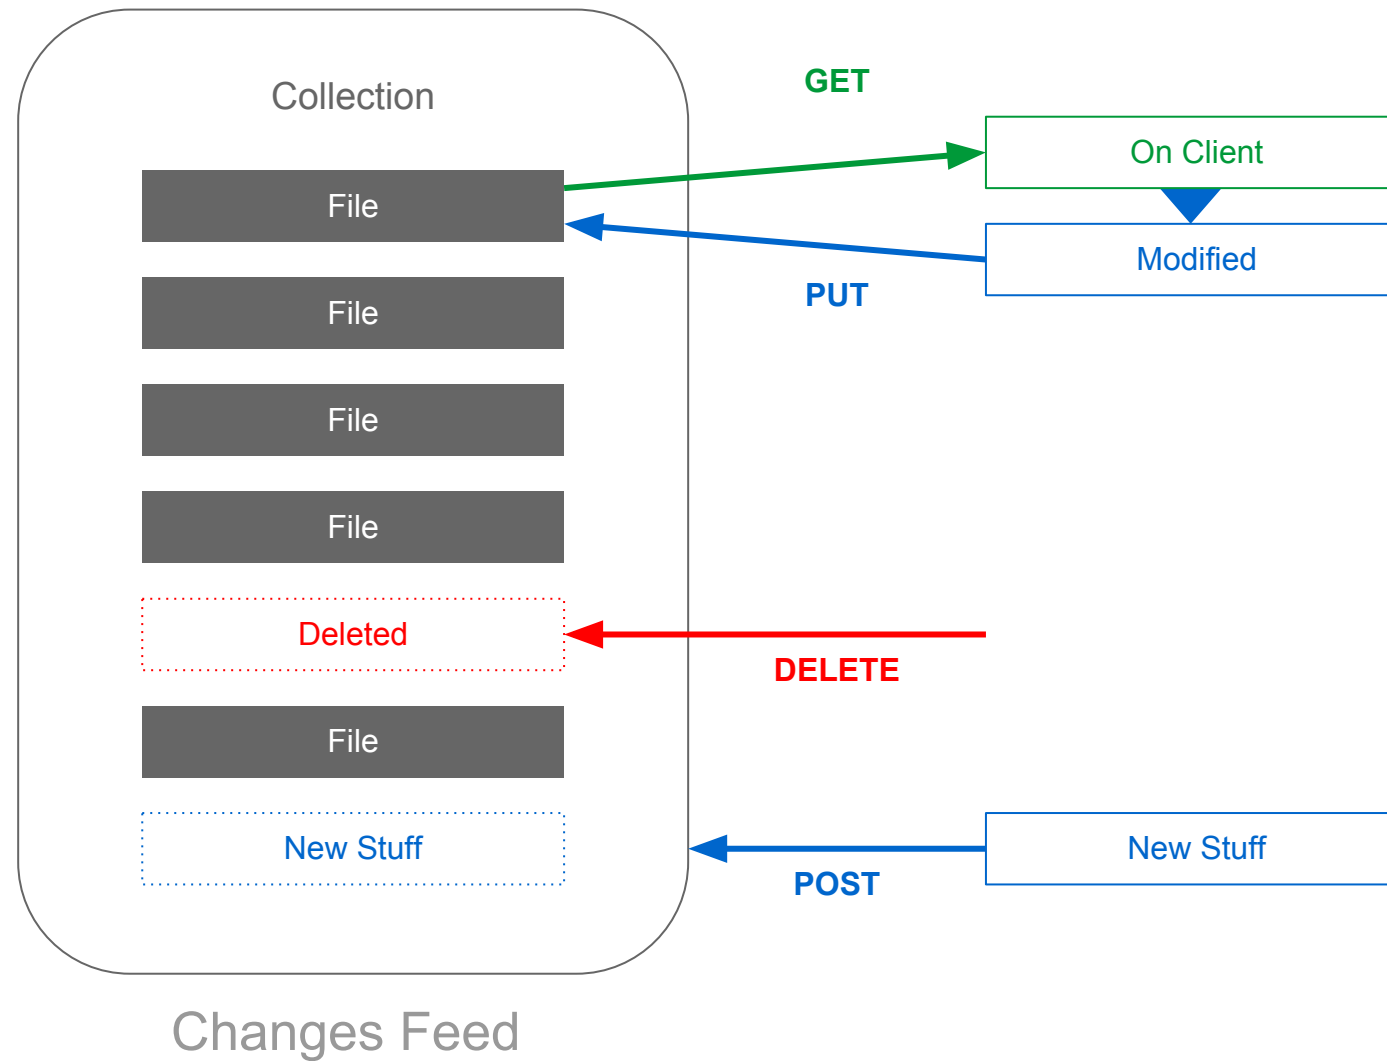 Collection
GET
On Client
File
Modified
PUT
File
File
File
Deleted
DELETE
File
New Stuff
New Stuff
POST
Changes Feed